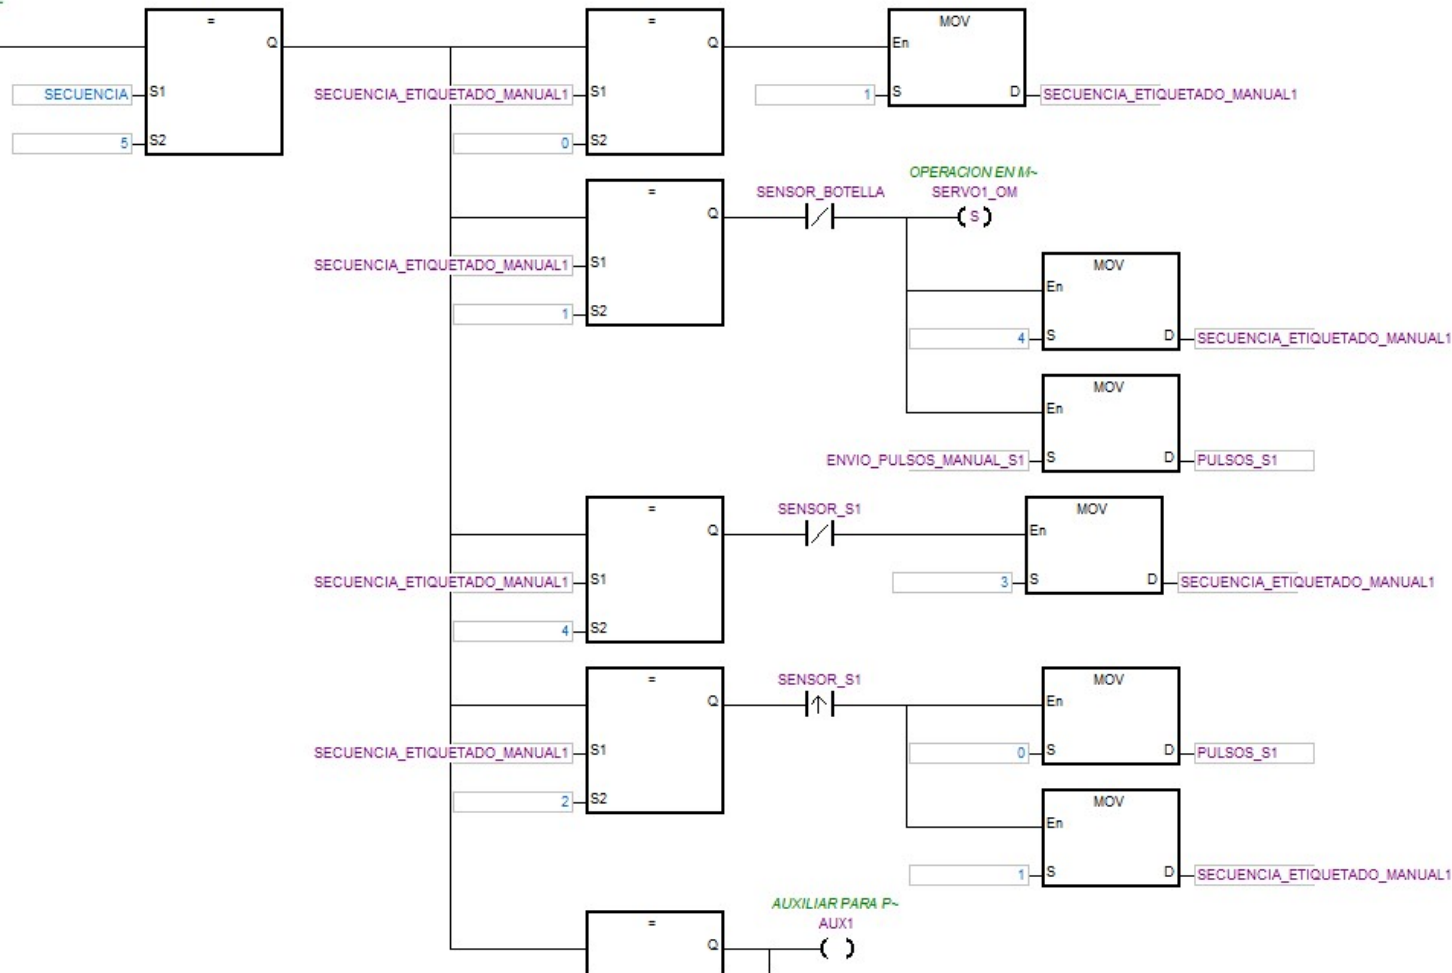 = = MOV
Q Q En
SECUENCIA S1 SECUENCIA_ETIQUETADO_MANUAL1 S1 1 S D SECUENCIA_ETIQUETADO_MANUAL1
5 S2 0 S2
OPERACION EN M~
= SENSOR_BOTELLA SERVO1_OM
Q S
SECUENCIA_ETIQUETADO_MANUAL1 S1 MOV
En
1 S2
4 S D SECUENCIA_ETIQUETADO_MANUAL1
MOV
En
ENVIO_PULSOS_MANUAL_S1 S D PULSOS_S1
= SENSOR_S1 MOV
Q En
SECUENCIA_ETIQUETADO_MANUAL1 S1 3 S D SECUENCIA_ETIQUETADO_MANUAL1
4 S2
= SENSOR_S1 MOV
Q En
SECUENCIA_ETIQUETADO_MANUAL1 S1 0 S D PULSOS_S1
2 S2 MOV
En
1 S D SECUENCIA_ETIQUETADO_MANUAL1
AUXILIAR PARA P~
= AUX1
Q